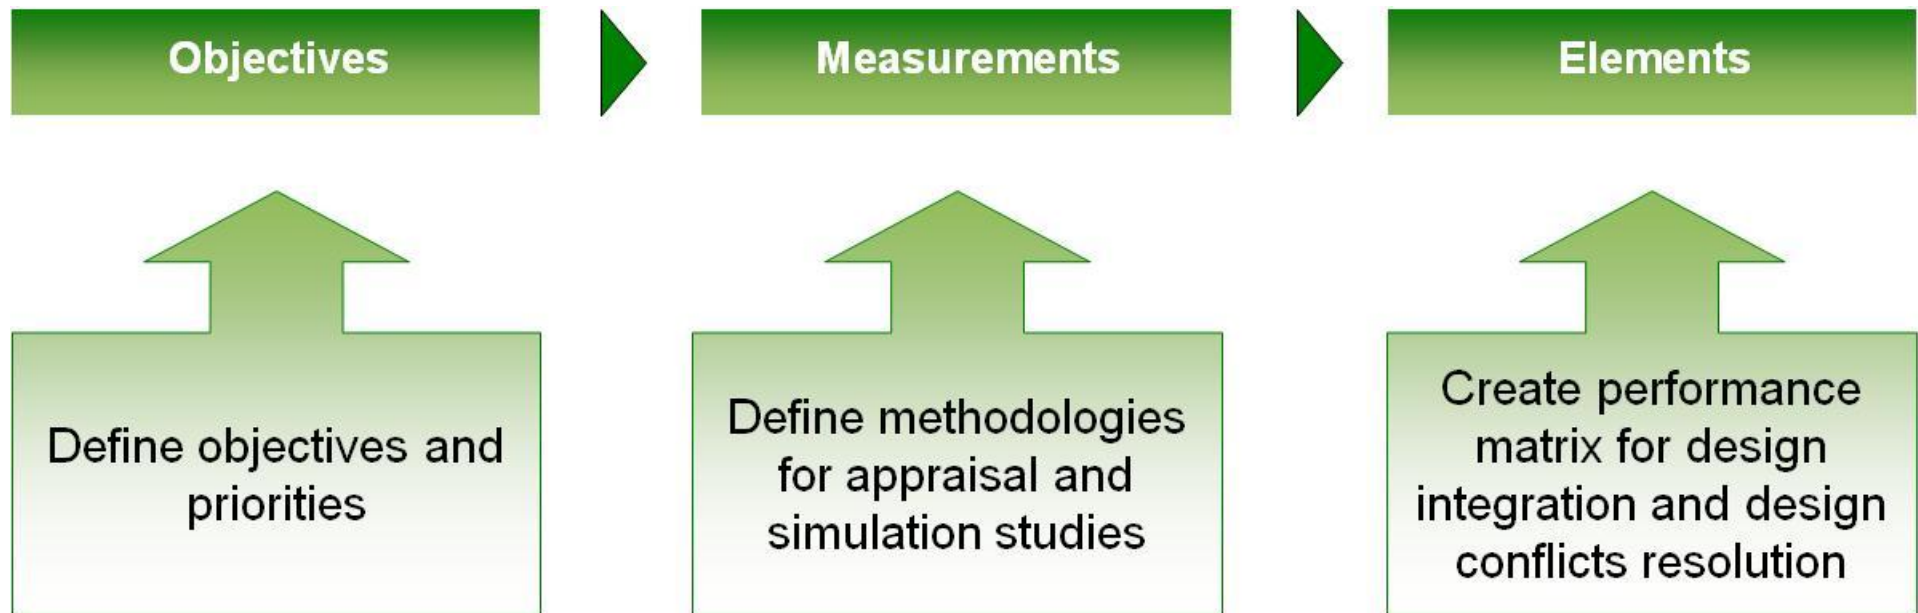 Objectives
Measurements
Elements
Define objectives and
priorities
Define methodologies
for appraisal and
simulation studies
Create performance
matrix for design
integration and design
conflicts resolution